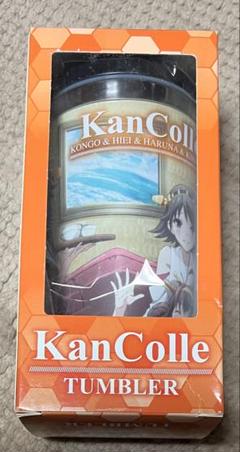 KanColle
KONGO & HIEI & HARUNA &
KanColle
TUMBLER